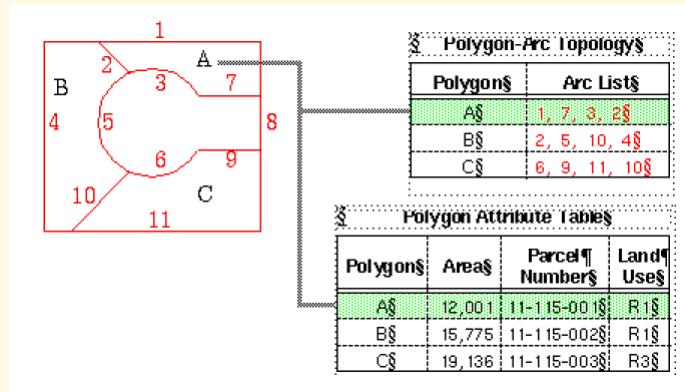 1
A
2
3
7
B
4
5
8
6
9
10
C
11
§ Polygon-Arc Topology§
Polygon§ Arc List§
A§ 1, 7, 3, 2§
B§ 2, 5, 10, 4§
C§ 6, 9, 11, 10§
§ Polygon Attribute Table§
Polygon§ Area§ Parcel¶ Number§ Land¶ Use§
A§ 12,001 11-115-001§ R1§
B§ 15,775 11-115-002§ R1§
C§ 19,136 11-115-003§ R3§